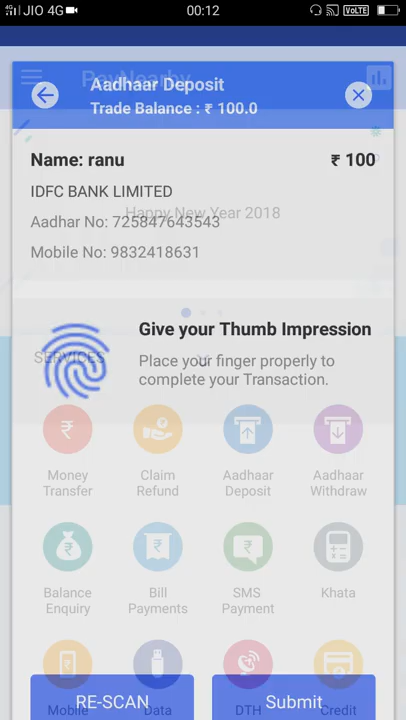 4G JIO 4G 00:12 VoLTE
PayNearby
Aadhaar Deposit
Trade Balance : ₹ 100.0
Name: ranu ₹ 100
IDFC BANK LIMITED
Happy New Year 2018
Aadhar No: 725847643543
Mobile No: 9832418631
Give your Thumb Impression
SERVICES
Place your finger properly to
complete your Transaction.
Money Transfer
Claim Refund
Aadhaar Deposit
Aadhaar Withdraw
Balance Enquiry
Bill Payments
SMS Payment
Khata
RE-SCAN Submit
Mobile Data DTH Credit